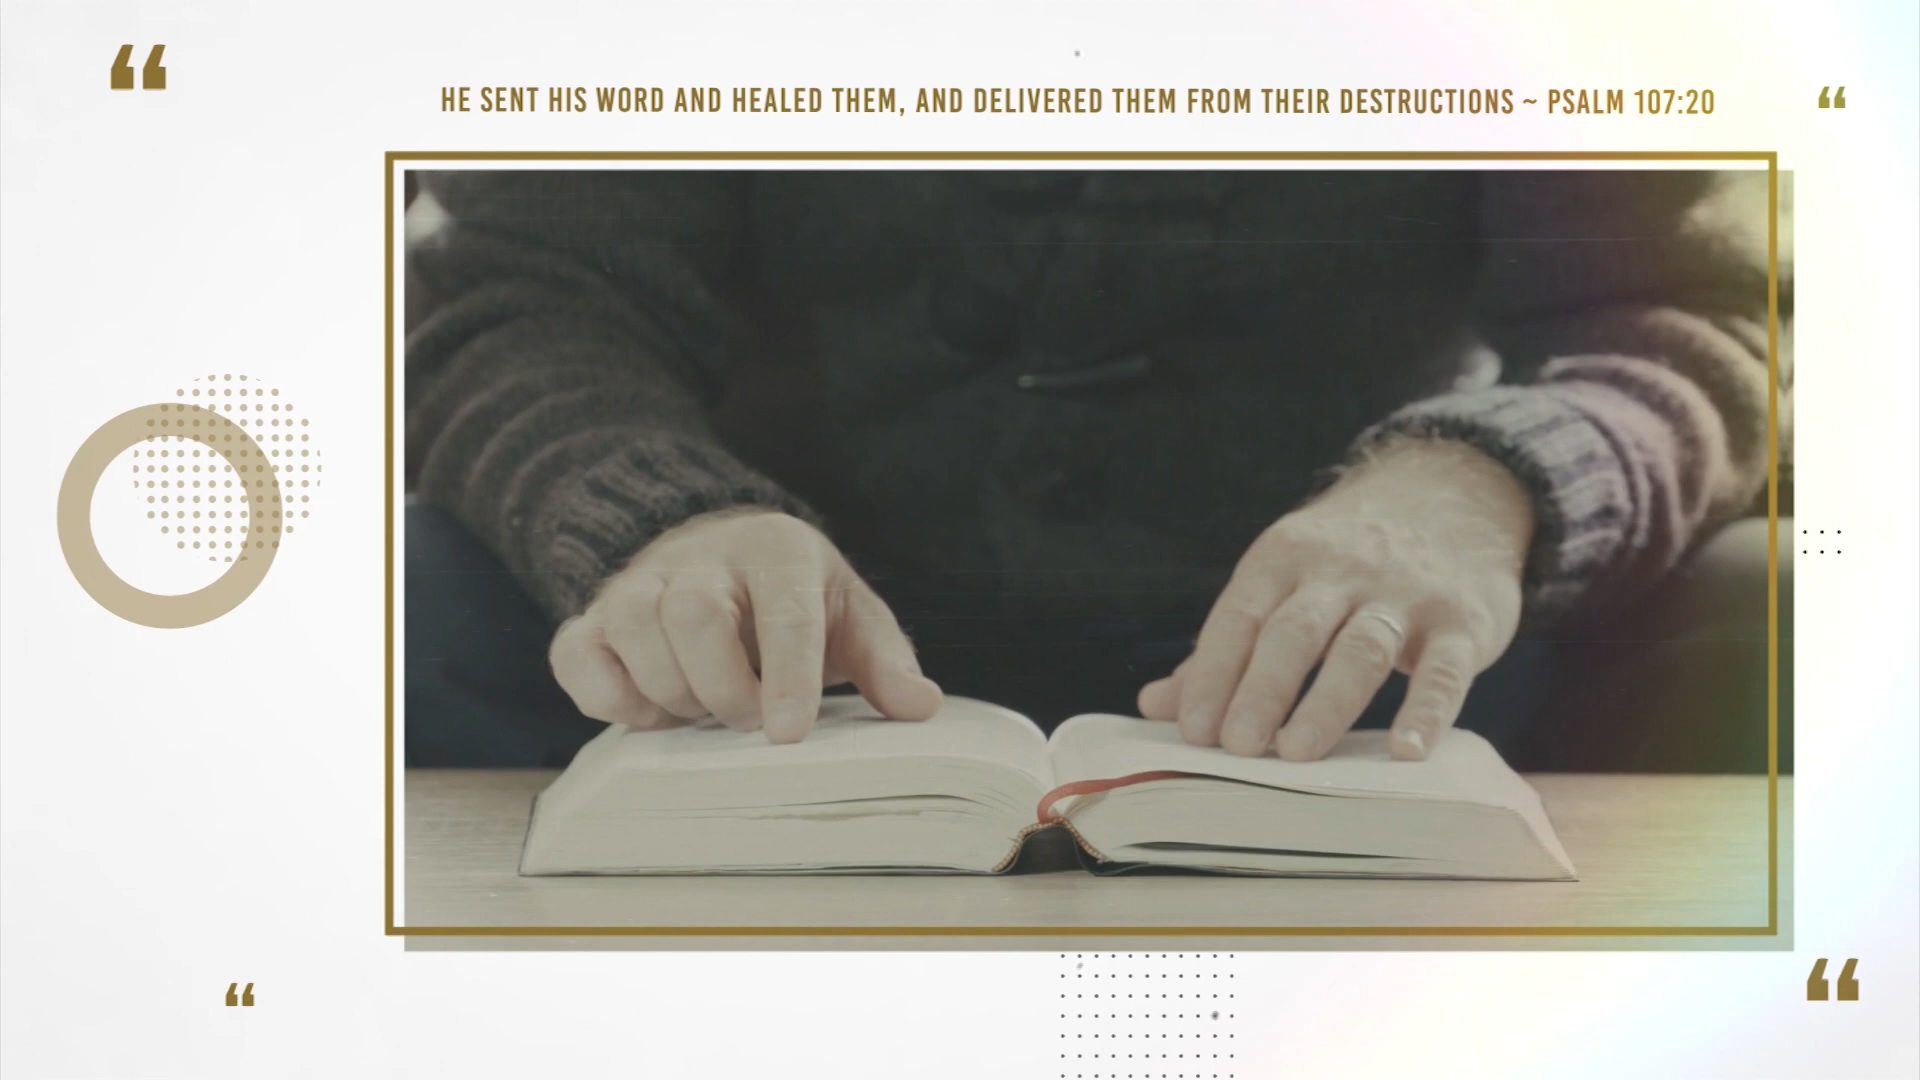 HE SENT HIS WORD AND HEALED THEM, AND DELIVERED THEM FROM THEIR DESTRUCTIONS ~ PSALM 107:20